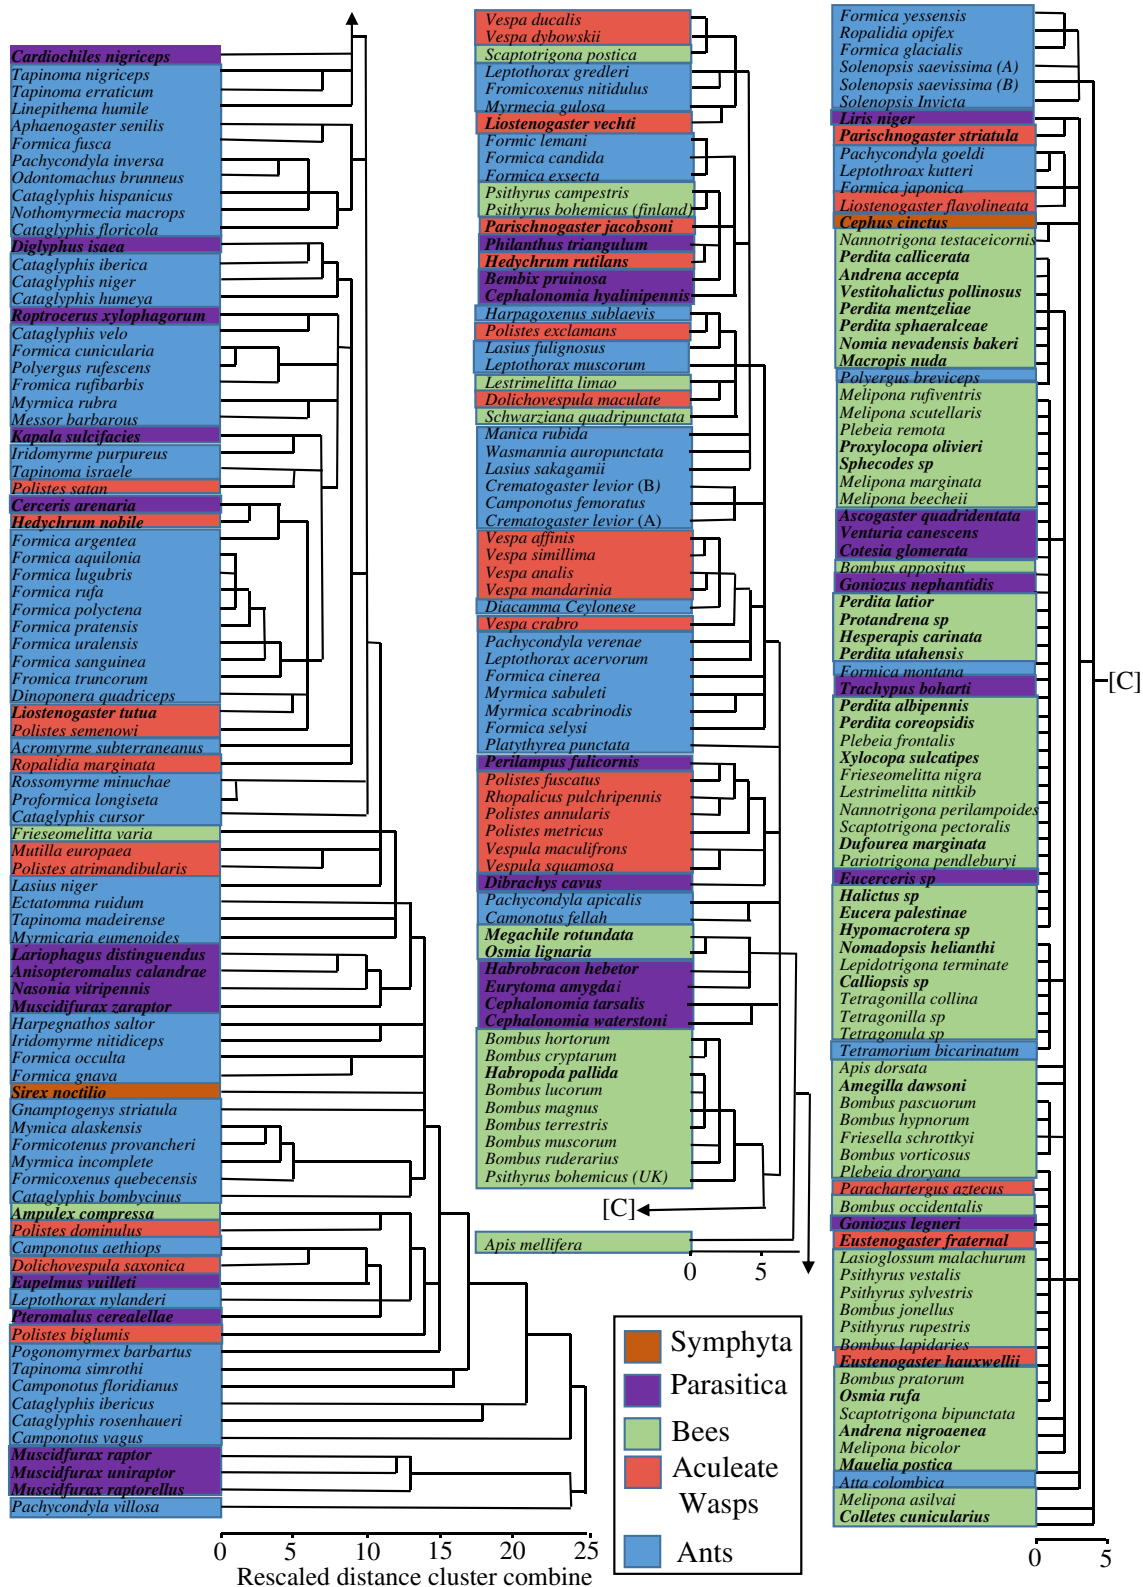 Cardiochiles nigriceps
Tapinoma nigriceps
Tapinoma erraticum
Linepithema humile
Aphaenogaster senilis
Formica fusca
Pachycondyla inversa
Odontomachus brunneus
Cataglyphis hispanicus
Nothomyrmecia macrops
Cataglyphis floricola
Diglyphus isaea
Cataglyphis iberica
Cataglyphis niger
Cataglyphis humeya
Roptrocerus xylophagorum
Cataglyphis velo
Formica cunicularia
Polyergus rufescens
Fromica rufibarbis
Myrmica rubra
Messor barbarous
Kapala sulcifacies
Iridomyrme purpureus
Tapinoma israele
Polistes satan
Cerceris arenaria
Hedychrum nobile
Formica argentea
Formica aquilonia
Formica lugubris
Formica rufa
Formica polyctena
Formica pratensis
Formica uralensis
Formica sanguinea
Fromica truncorum
Dinoponera quadriceps
Liostenogaster tutua
Polistes semenowi
Acromyrme subterraneanus
Ropalidia marginata
Rossomyrme minuchae
Proformica longiseta
Cataglyphis cursor
Frieseomelitta varia
Mutilla europaea
Polistes atrimandibularis
Lasius niger
Ectatomma ruidum
Tapinoma madeirense
Myrmicaria eumenoides
Lariophagus distinguendus
Anisopteromalus calandrae
Nasonia vitripennis
Muscidifurax zaraptor
Harpegnathos saltor
Iridomyrme nitidiceps
Formica occulta
Formica gnava
Sirex noctilio
Gnamptogenys striatula
Mymica alaskensis
Formicotenus provancheri
Myrmica incomplete
Formicoxenus quebecensis
Cataglyphis bombycinus
Ampulex compressa
Polistes dominulus
Camponotus aethiops
Dolichovespula saxonica
Eupelmus vuilleti
Leptothorax nylanderi
Pteromalus cerealellae
Polistes biglumis
Pogonomyrmex barbartus
Tapinoma simrothi
Camponotus floridianus
Cataglyphis ibericus
Cataglyphis rosenhaueri
Camponotus vagus
Muscidfurax raptor
Muscidfurax uniraptor
Muscidfurax raptorellus
Pachycondyla villosa
0 5 10 15 20 25
Rescaled distance cluster combine
Vespa ducalis
Vespa dybowskii
Scaptotrigona postica
Leptothorax gredleri
Fromicoxenus nitidulus
Myrmecia gulosa
Liostenogaster vechti
Formic lemani
Formica candida
Formica exsecta
Psithyrus campestris
Psithyrus bohemicus (finland)
Parischnogaster jacobsoni
Philanthus triangulum
Hedychrum rutilans
Bembix pruinosa
Cephalonomia hyalinipennis
Harpagoxenus sublaevis
Polistes exclamans
Lasius fulignosus
Leptothorax muscorum
Lestrimelitta limao
Dolichovespula maculate
Schwarziana quadripunctata
Manica rubida
Wasmannia auropunctata
Lasius sakagamii
Crematogaster levior (B)
Camponotus femoratus
Crematogaster levior (A)
Vespa affinis
Vespa simillima
Vespa analis
Vespa mandarinia
Diacamma Ceylonese
Vespa crabro
Pachycondyla verenae
Leptothorax acervorum
Formica cinerea
Myrmica sabuleti
Myrmica scabrinodis
Formica selysi
Platythyrea punctata
Perilampus fulicornis
Polistes fuscatus
Rhopalicus pulchripennis
Polistes annularis
Polistes metricus
Vespula maculifrons
Vespula squamosa
Dibrachys cavus
Pachycondyla apicalis
Camonotus fellah
Megachile rotundata
Osmia lignaria
Habrobracon hebetor
Eurytoma amygdai
Cephalonomia tarsalis
Cephalonomia waterstoni
Bombus hortorum
Bombus cryptarum
Habropoda pallida
Bombus lucorum
Bombus magnus
Bombus terrestris
Bombus muscorum
Bombus ruderarius
Psithyrus bohemicus (UK)
[C]
Apis mellifera
0 5
Symphyta
Parasitica
Bees
Aculeate
Wasps
Ants
Formica yessensis
Ropalidia opifex
Formica glacialis
Solenopsis saevissima (A)
Solenopsis saevissima (B)
Solenopsis Invicta
Liris niger
Parischnogaster striatula
Pachycondyla goeldi
Leptothroax kutteri
Formica japonica
Liostenogaster flavolineata
Cephus cinctus
Nannotrigona testaceicornis
Perdita callicerata
Andrena accepta
Vestitohalictus pollinosus
Perdita mentzeliae
Perdita sphaeralceae
Nomia nevadensis bakeri
Macropis nuda
Polyergus breviceps
Melipona rufiventris
Melipona scutellaris
Plebeia remota
Proxylocopa olivieri
Sphecodes sp
Melipona marginata
Melipona beecheii
Ascogaster quadridentata
Venturia canescens
Cotesia glomerata
Bombus appositus
Goniozus nephantidis
Perdita latior
Protandrena sp
Hesperapis carinata
Perdita utahensis
Formica montana
Trachypus boharti
Perdita albipennis
Perdita coreopsidis
Plebeia frontalis
Xylocopa sulcatipes
Frieseomelitta nigra
Lestrimelitta nittkib
Nannotrigona perilampoides
Scaptotrigona pectoralis
Dufourea marginata
Pariotrigona pendleburyi
Eucerceris sp
Halictus sp
Eucera palestinae
Hypomacrotera sp
Nomadopsis helianthi
Lepidotrigona terminate
Calliopsis sp
Tetragonilla collina
Tetragonilla sp
Tetragonula sp
Tetramorium bicarinatum
Apis dorsata
Amegilla dawsoni
Bombus pascuorum
Bombus hypnorum
Friesella schrottkyi
Bombus vorticosus
Plebeia droryana
Parachartergus aztecus
Bombus occidentalis
Goniozus legneri
Eustenogaster fraternal
Lasioglossum malachurum
Psithyrus vestalis
Psithyrus sylvestris
Bombus jonellus
Psithyrus rupestris
Bombus lapidaries
Eustenogaster hauxwellii
Bombus pratorum
Osmia rufa
Scaptotrigona bipunctata
Andrena nigroaenea
Melipona bicolor
Mauelia postica
Atta colombica
Melipona asilvai
Colletes cunicularius
[C]
0 5